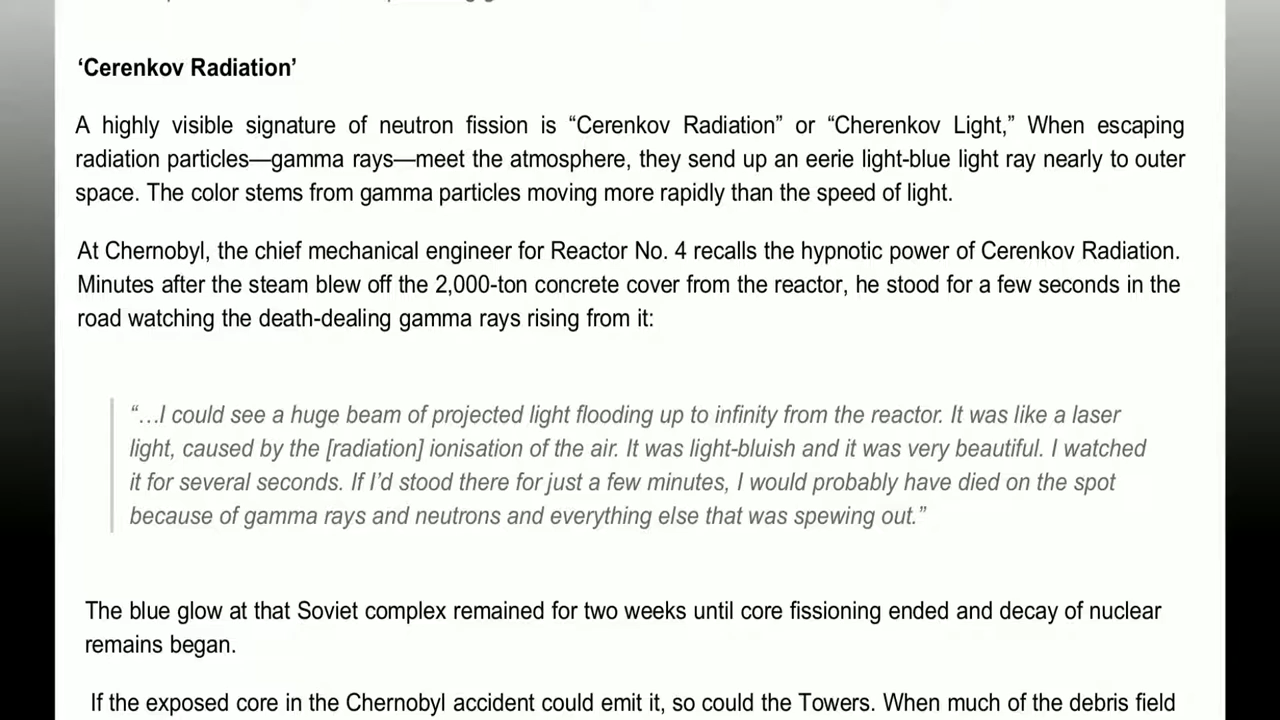 ‘Cerenkov Radiation’
A highly visible signature of neutron fission is “Cerenkov Radiation” or “Cherenkov Light,” When escaping
radiation particles—gamma rays—meet the atmosphere, they send up an eerie light-blue light ray nearly to outer
space. The color stems from gamma particles moving more rapidly than the speed of light.
At Chernobyl, the chief mechanical engineer for Reactor No. 4 recalls the hypnotic power of Cerenkov Radiation.
Minutes after the steam blew off the 2,000-ton concrete cover from the reactor, he stood for a few seconds in the
road watching the death-dealing gamma rays rising from it:
“…I could see a huge beam of projected light flooding up to infinity from the reactor. It was like a laser
light, caused by the [radiation] ionisation of the air. It was light-bluish and it was very beautiful. I watched
it for several seconds. If I’d stood there for just a few minutes, I would probably have died on the spot
because of gamma rays and neutrons and everything else that was spewing out.”
The blue glow at that Soviet complex remained for two weeks until core fissioning ended and decay of nuclear
remains began.
If the exposed core in the Chernobyl accident could emit it, so could the Towers. When much of the debris field